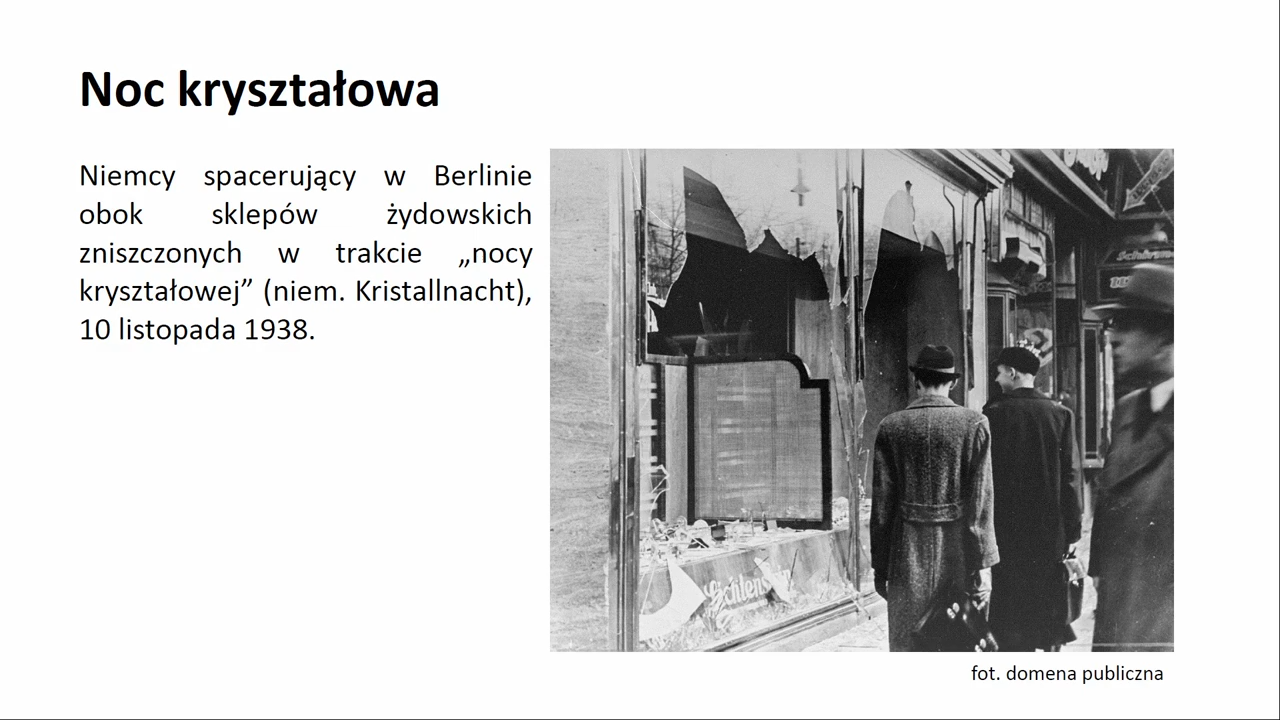 Noc kryształowa
Niemcy spacerujący w Berlinie
obok sklepów żydowskich
zniszczonych w trakcie „nocy
kryształowej” (niem. Kristallnacht),
10 listopada 1938.
fot. domena publiczna